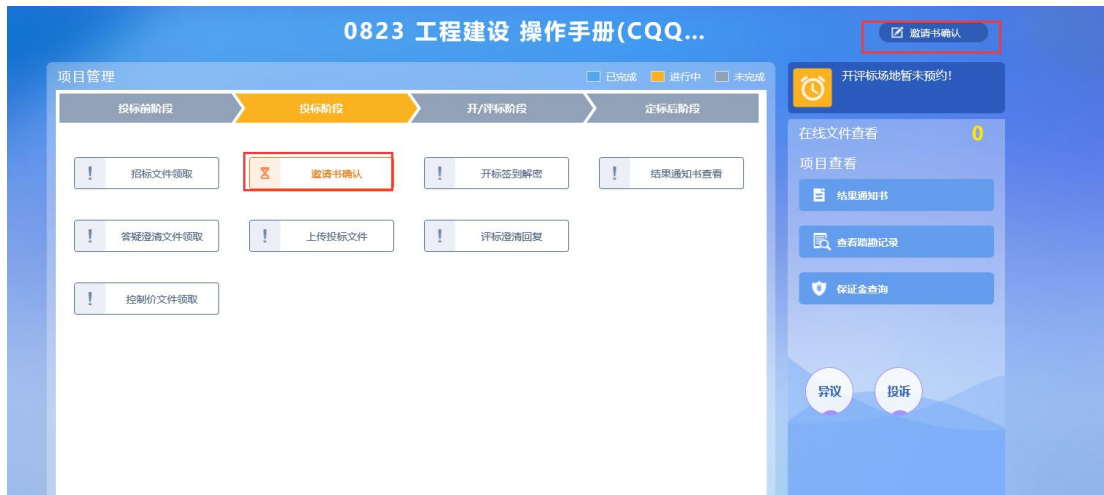 0823 工程建设 操作手册(CQQ...
邀请书确认
项目管理
已完成 进行中 未完成
开评标场地暂未预约!
投标前阶段 投标阶段 开/评标阶段 定标后阶段
在线文件查看 0
项目查看
招标文件领取 邀请书确认 开标签到解密 结果通知书查看
结果通知书
答疑澄清文件领取 上传投标文件 评标澄清回复
查看踏勘记录
控制价文件领取
保证金查询
异议 投诉